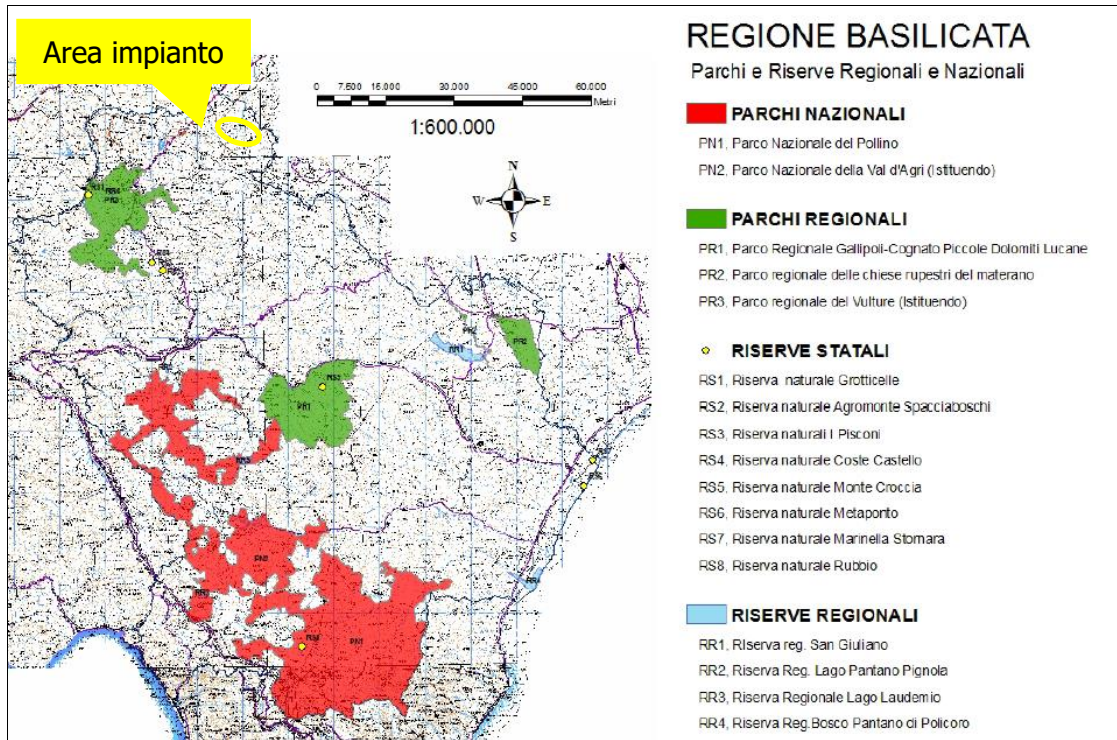 Area impianto
0 7.500 15.000 30.000 45.000 60.000
Metri
1:600.000
N
W E
S
PR2
RR1
PR2
PR1
PN1
REGIONE BASILICATA
Parchi e Riserve Regionali e Nazionali
PARCHI NAZIONALI
PN1, Parco Nazionale del Pollino
PN2, Parco Nazionale della Val d'Agri (Istituendo)
PARCHI REGIONALI
PR1, Parco Regionale Gallipoli-Cognato Piccole Dolomiti Lucane
PR2, Parco regionale delle chiese rupestri del materano
PR3, Parco regionale del Vulture (Istituendo)
RISERVE STATALI
RS1, Riserva naturale Grotticelle
RS2, Riserva naturale Agromonte Spacciaboschi
RS3, Riserva naturali I Pisconi
RS4, Riserva naturale Coste Castello
RS5, Riserva naturale Monte Croccia
RS6, Riserva naturale Metaponto
RS7, Riserva naturale Marinella Stornara
RS8, Riserva naturale Rubbio
RISERVE REGIONALI
RR1, RIserva reg. San Giuliano
RR2, Riserva Reg. Lago Pantano Pignola
RR3, Riserva Regionale Lago Laudemio
RR4, Riserva Reg.Bosco Pantano di Policoro